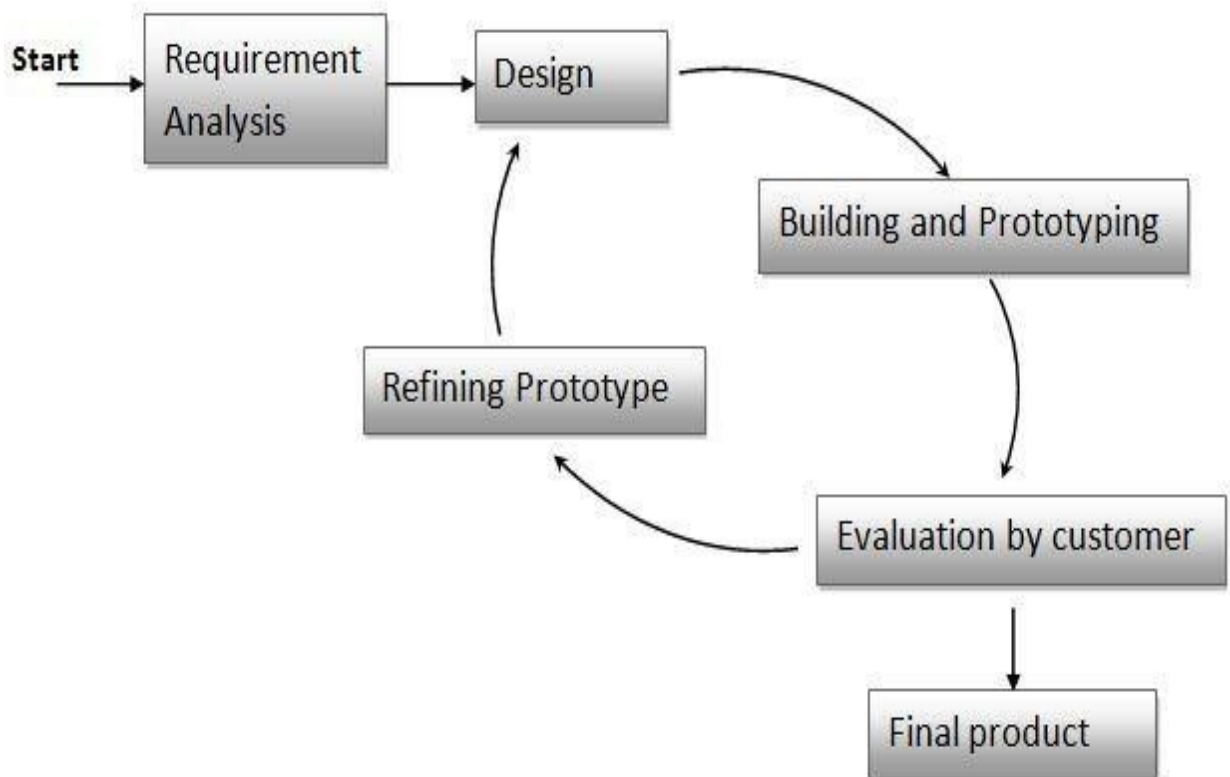 Start
Requirement
Analysis
Design
Building and Prototyping
Refining Prototype
Evaluation by customer
Final product